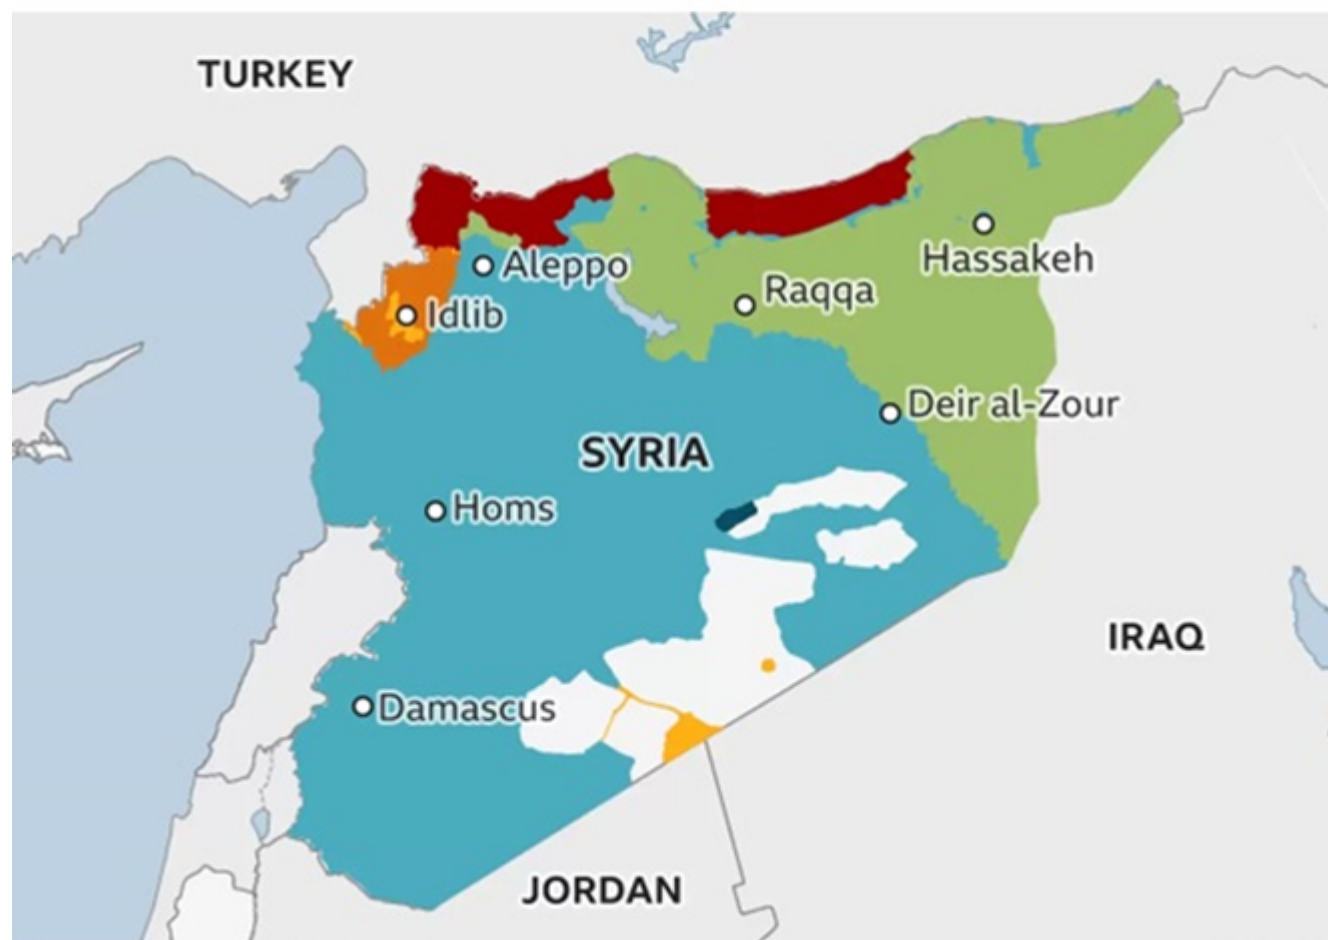 TURKEY
Aleppo
Hassakeh
Raqqa
Idlib
Deir al-Zour
SYRIA
Homs
IRAQ
Damascus
JORDAN